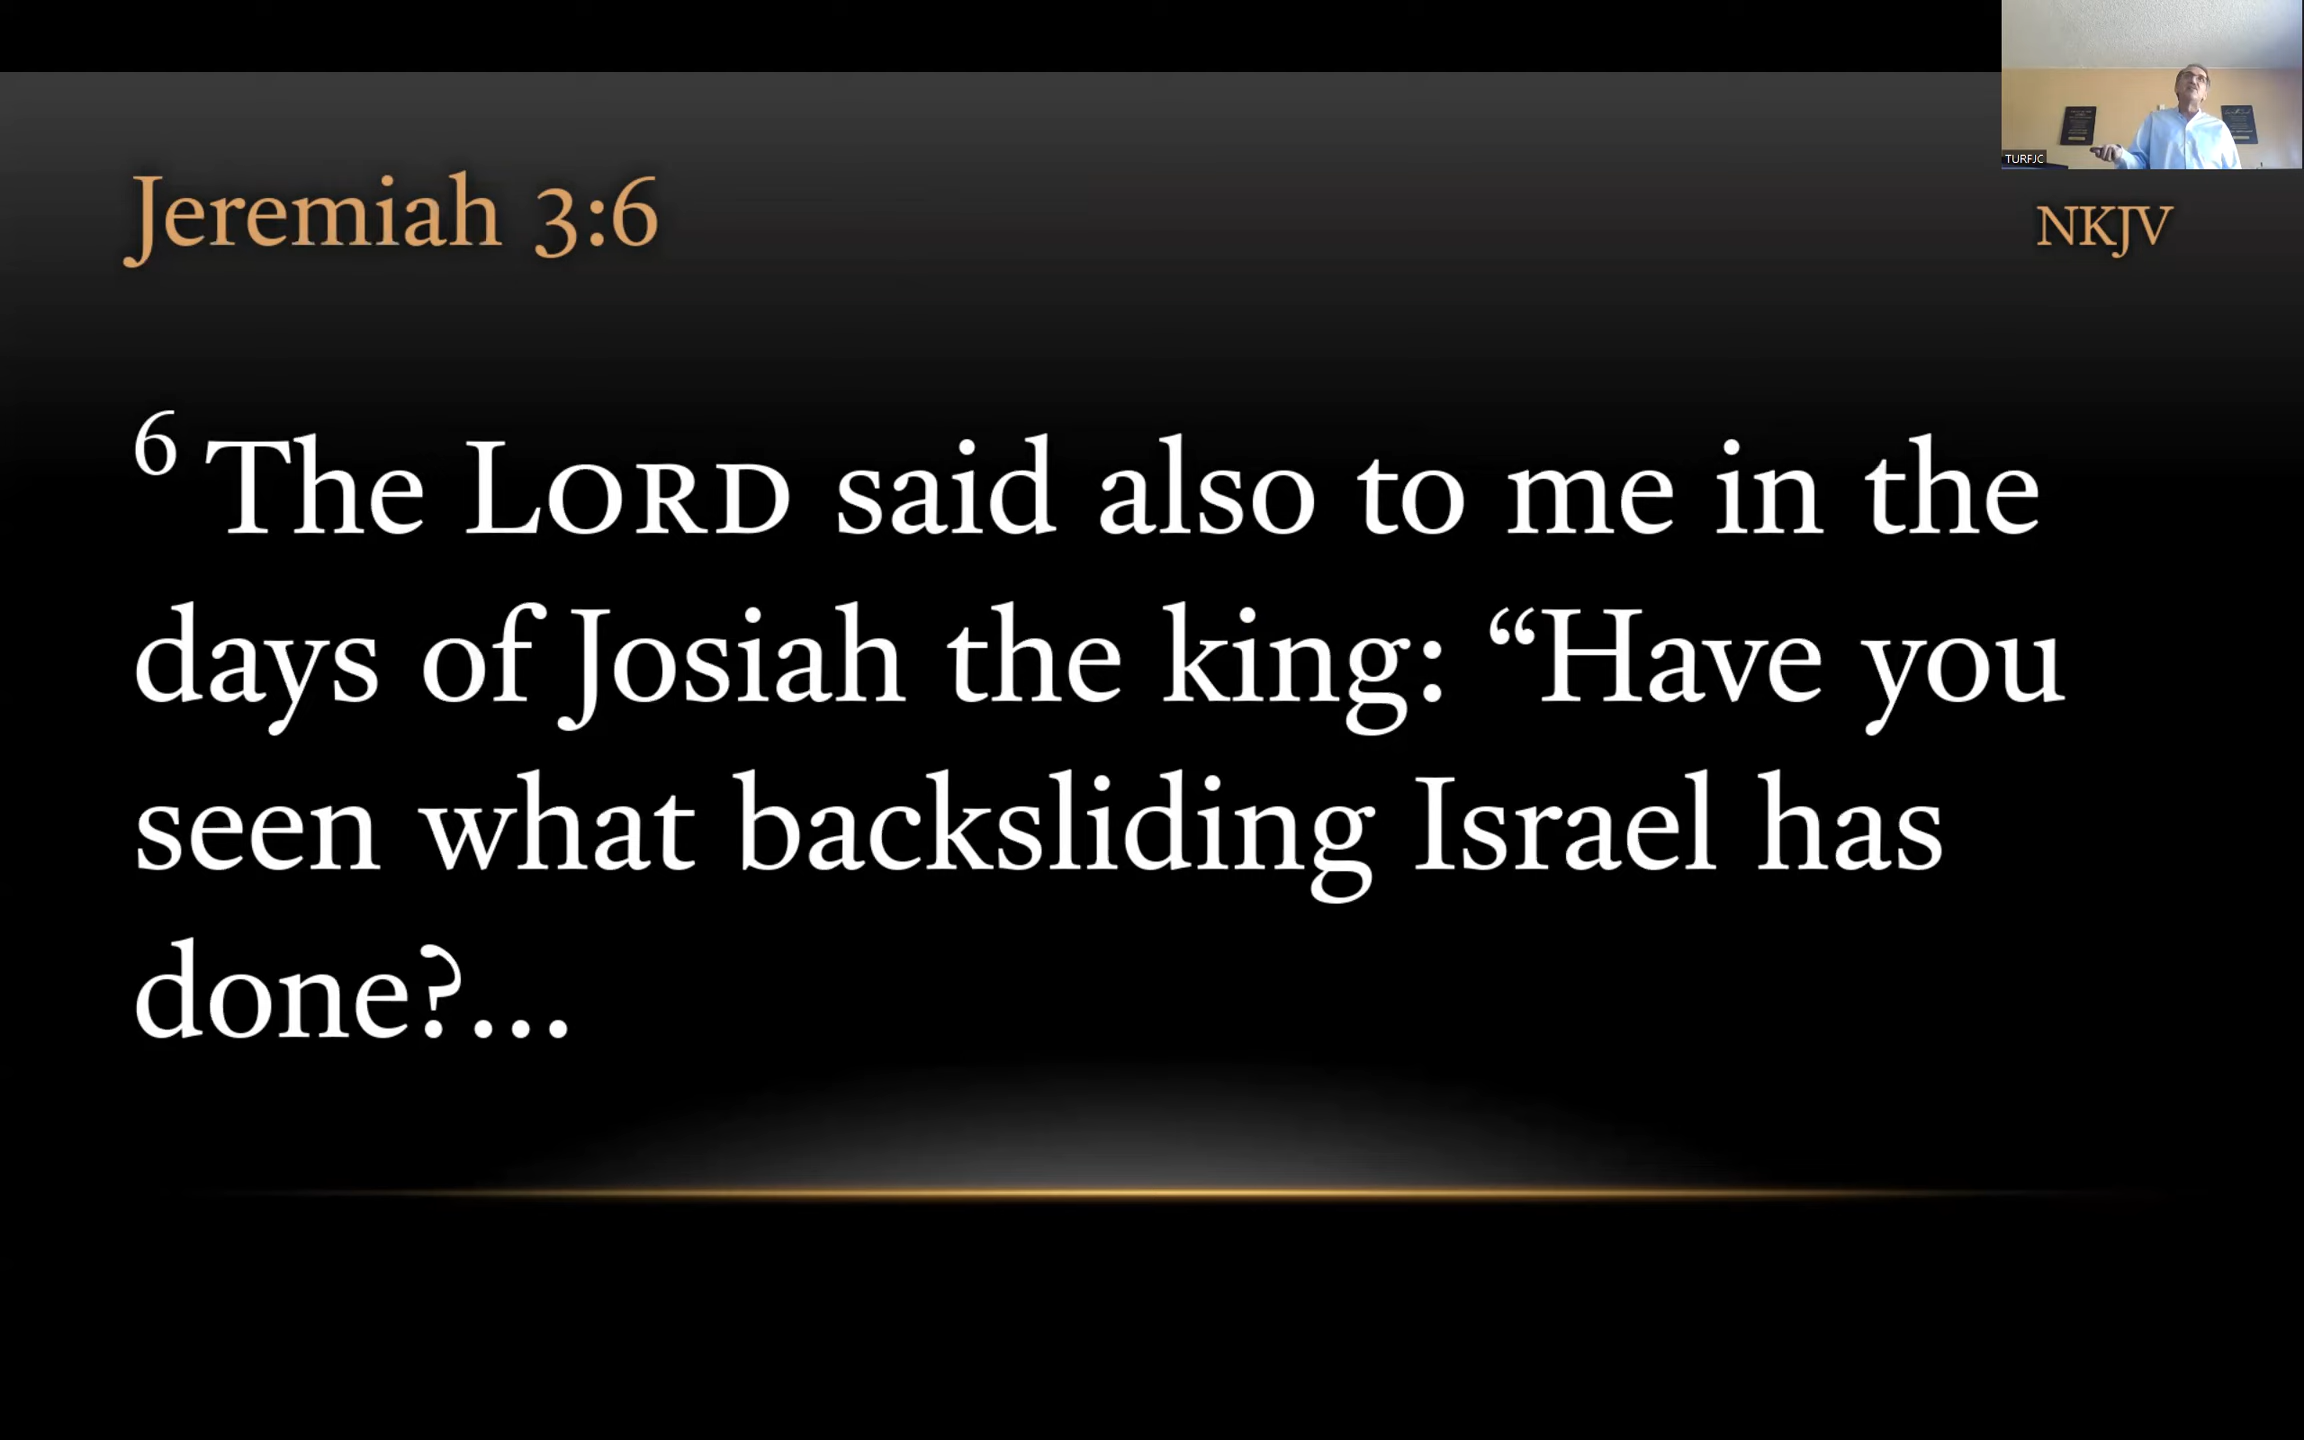 TURFJC
Jeremiah 3:6
NKJV
6 The LORD said also to me in the
days of Josiah the king: “Have you
seen what backsliding Israel has
done?...